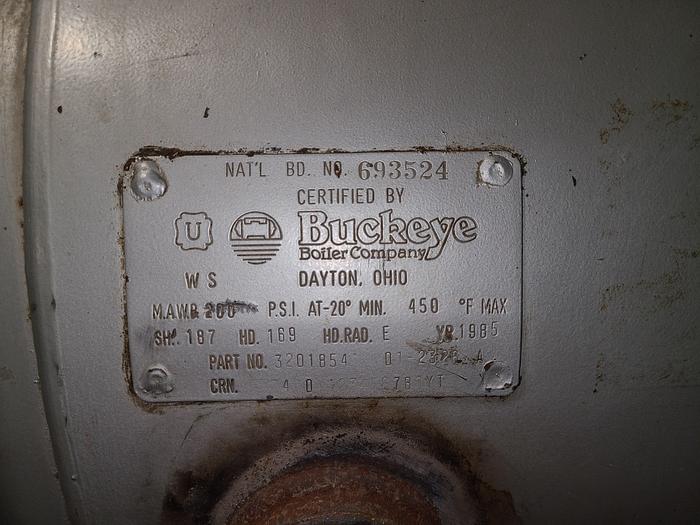 NAT'L BD. NO. 693524
CERTIFIED BY
U
Buckeye
Boiler Company
W S DAYTON, OHIO
M.A.W.P. 200 P.S.I. AT -20° MIN. 450 °F MAX
SH. 187 HD. 169 HD.RAD. E YR. 1985
PART NO. 3201854
CRN.